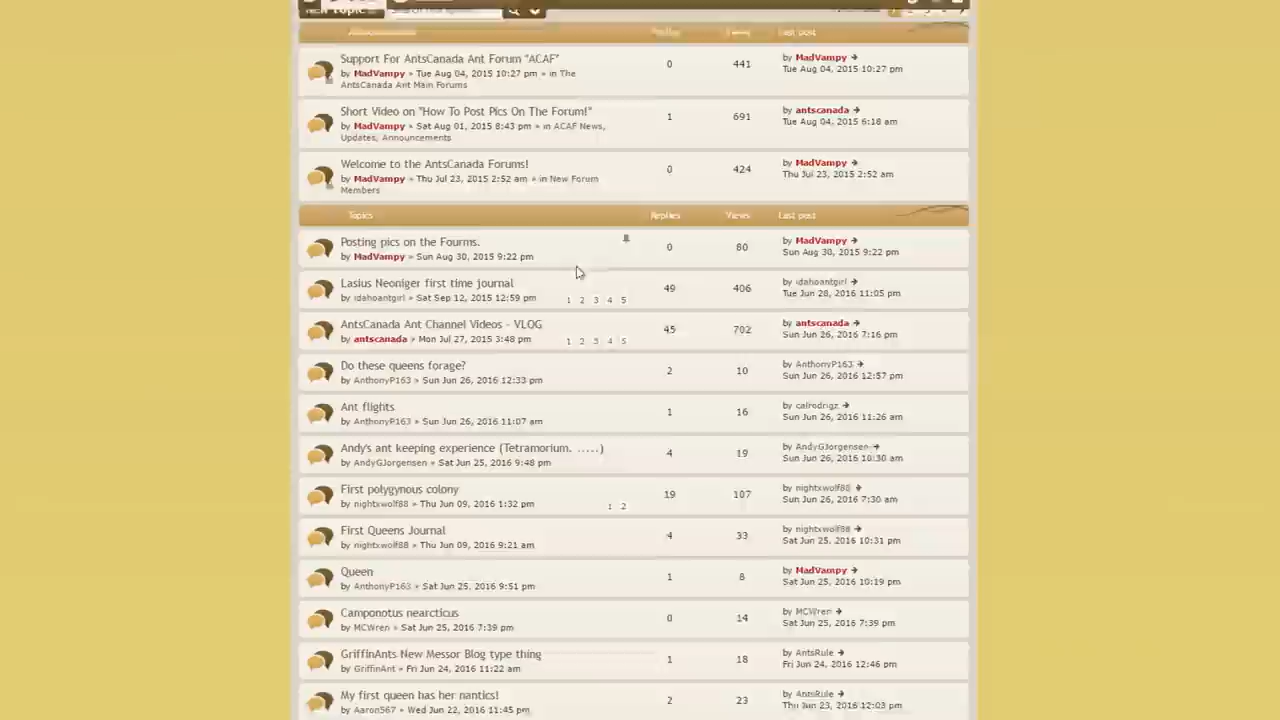 New Topic
Announcements Replies Views Last post
Support For AntsCanada Ant Forum "ACAF" 0 441 by MadVampy
by MadVampy » Tue Aug 04, 2015 10:27 pm » in The Tue Aug 04, 2015 10:27 pm
AntsCanada Ant Main Forums
Short Video on "How To Post Pics On The Forum!" 1 691 by antscanada
by MadVampy » Sat Aug 01, 2015 8:43 pm » in ACAF News, Tue Aug 04, 2015 6:18 am
Updates, Announcements
Welcome to the AntsCanada Forums! 0 424 by MadVampy
by MadVampy » Thu Jul 23, 2015 2:52 am » in New Forum Thu Jul 23, 2015 2:52 am
Members
Topics Replies Views Last post
Posting pics on the Fourms. 0 80 by MadVampy
by MadVampy » Sun Aug 30, 2015 9:22 pm Sun Aug 30, 2015 9:22 pm
Lasius Neoniger first time journal 49 406 by idahoantgirl
by idahoantgirl » Sat Sep 12, 2015 12:59 pm 1 2 3 4 5 Tue Jun 28, 2016 11:05 pm
AntsCanada Ant Channel Videos - VLOG 45 702 by antscanada
by antscanada » Mon Jul 27, 2015 3:48 pm 1 2 3 4 5 Sun Jun 26, 2016 7:16 pm
Do these queens forage? 2 10 by AnthonyP163
by AnthonyP163 » Sun Jun 26, 2016 12:33 pm Sun Jun 26, 2016 12:57 pm
Ant flights 1 16 by calrodrigz
by AnthonyP163 » Sun Jun 26, 2016 11:07 am Sun Jun 26, 2016 11:26 am
Andy's ant keeping experience (Tetramorium. .....) 4 19 by AndyGJorgensen
by AndyGJorgensen » Sat Jun 25, 2016 9:48 pm Sun Jun 26, 2016 10:30 am
First polygynous colony 19 107 by nightxwolf88
by nightxwolf88 » Thu Jun 09, 2016 1:32 pm 1 2 Sun Jun 26, 2016 7:30 am
First Queens Journal 4 33 by nightxwolf88
by nightxwolf88 » Thu Jun 09, 2016 9:21 am Sat Jun 25, 2016 10:31 pm
Queen 1 8 by MadVampy
by AnthonyP163 » Sat Jun 25, 2016 9:51 pm Sat Jun 25, 2016 10:19 pm
Camponotus nearcticus 0 14 by MCWren
by MCWren » Sat Jun 25, 2016 7:39 pm Sat Jun 25, 2016 7:39 pm
GriffinAnts New Messor Blog type thing 1 18 by AntsRule
by GriffinAnt » Fri Jun 24, 2016 11:22 am Fri Jun 24, 2016 12:46 pm
My first queen has her nantics! 2 23 by AntsRule
by Aaron567 » Wed Jun 22, 2016 11:45 pm Thu Jun 23, 2016 12:03 pm